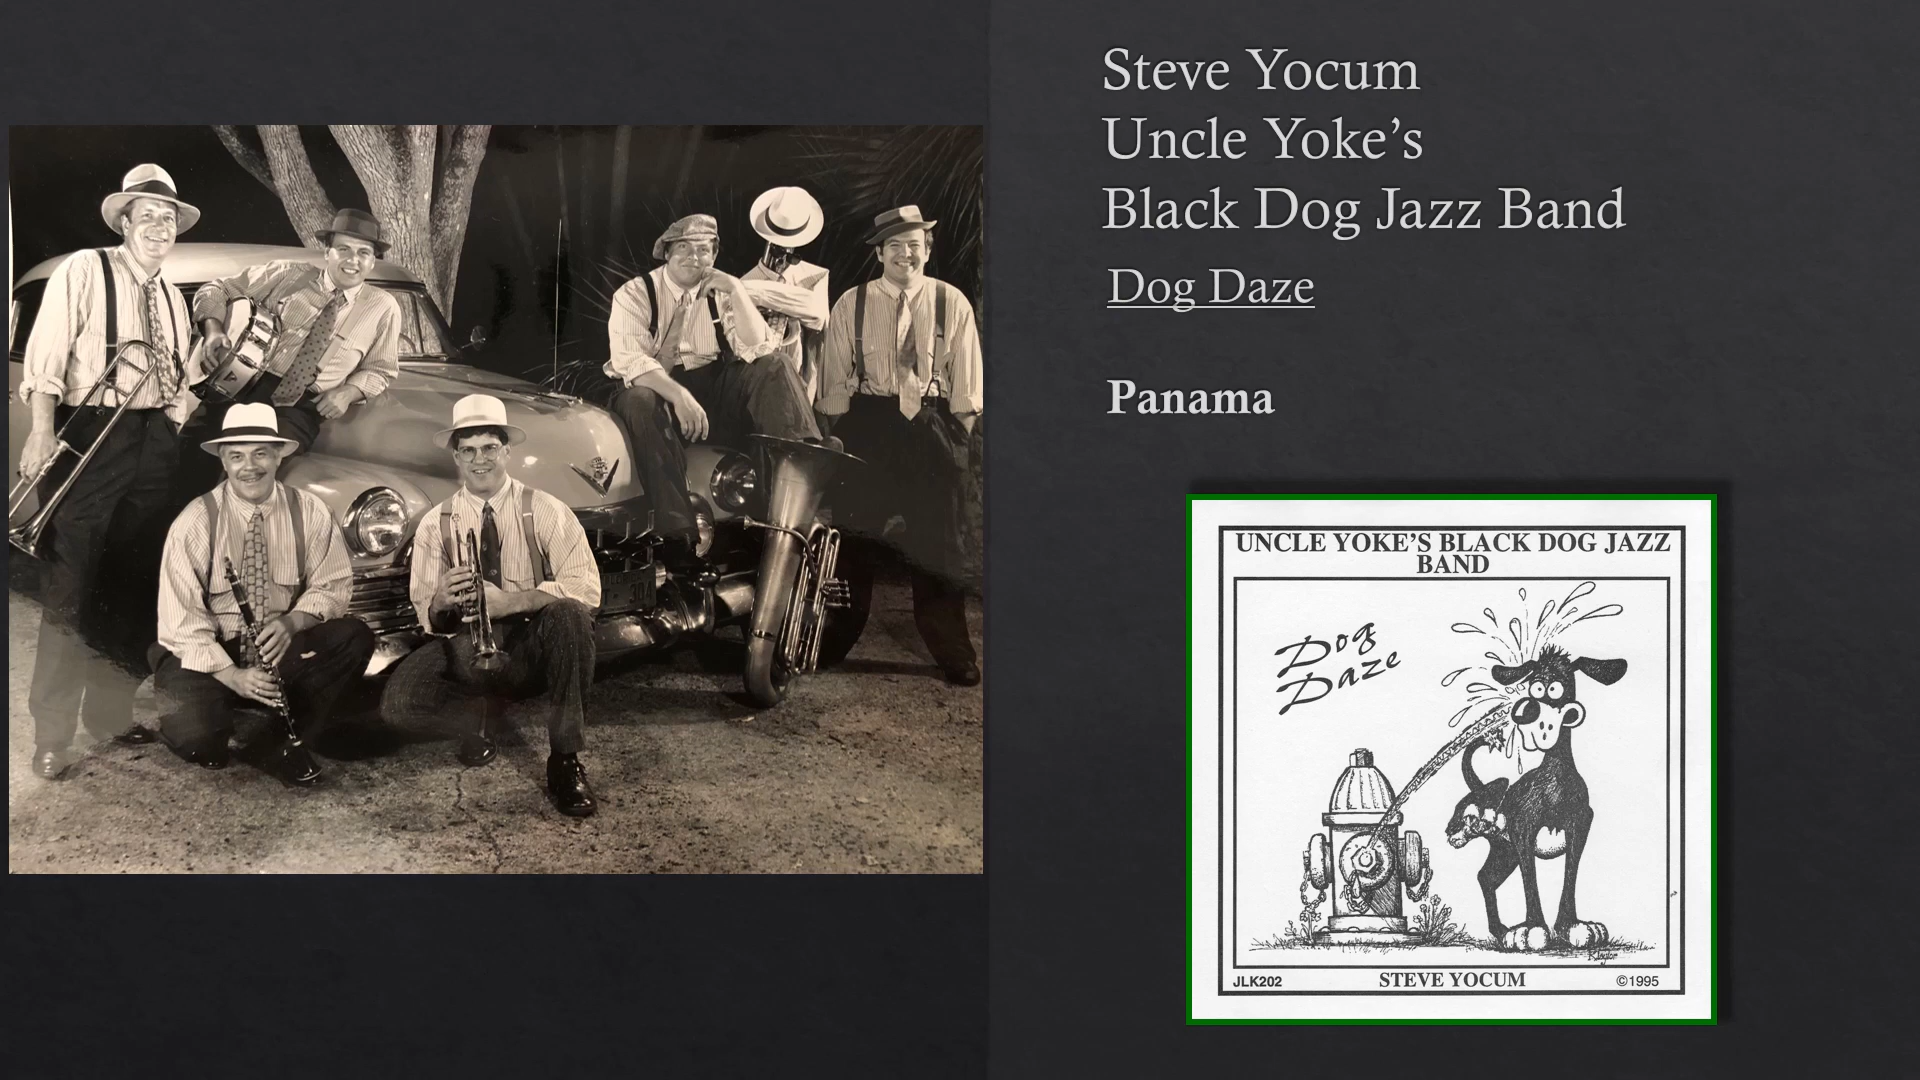 Steve Yocum
Uncle Yoke’s
Black Dog Jazz Band
Dog Daze
Panama
UNCLE YOKE’S BLACK DOG JAZZ
BAND
Dog
Daze
JLK202
STEVE YOCUM
©1995